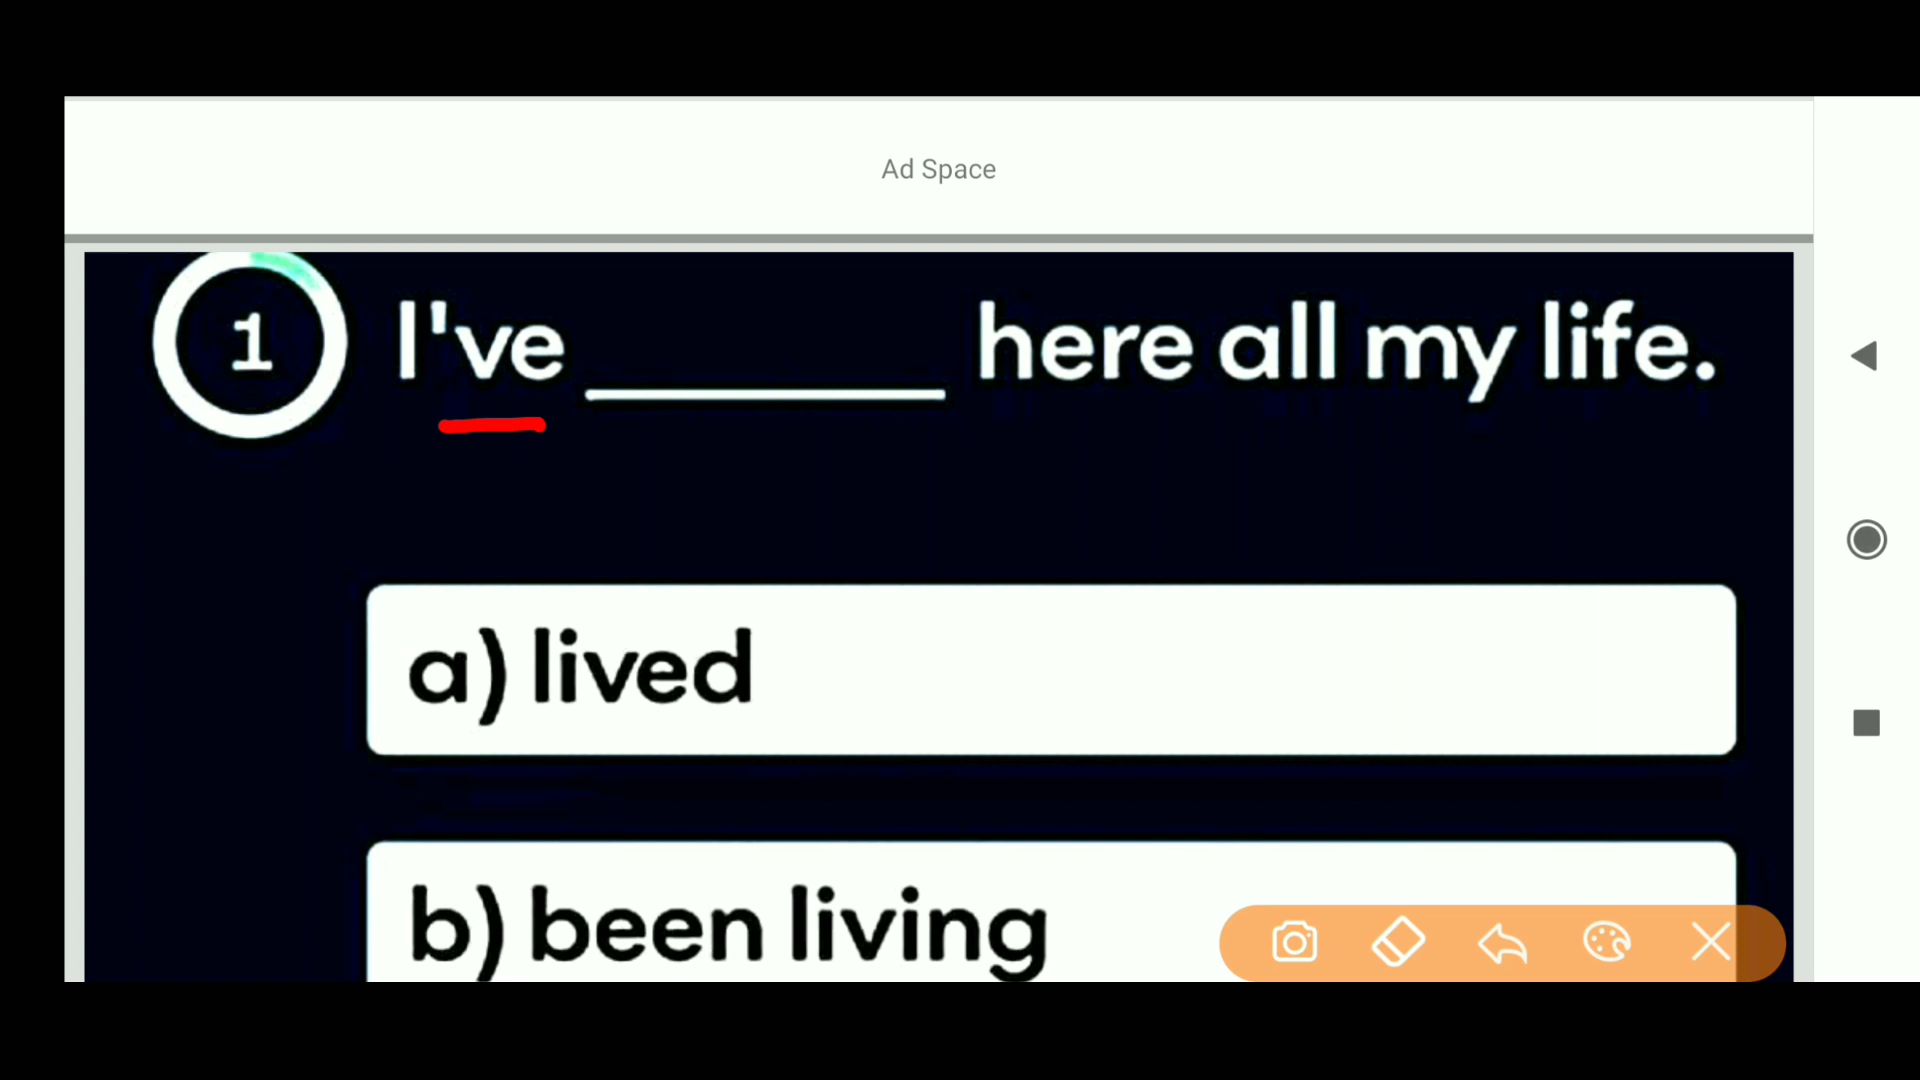 Ad Space
1 I've ________ here all my life.
a) lived
b) been living